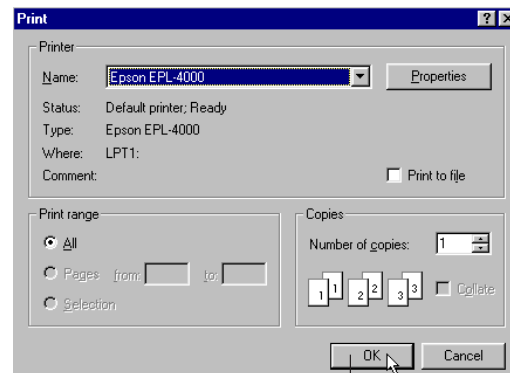 Print
Printer
Name: Epson EPL-4000 Properties
Status: Default printer; Ready
Type: Epson EPL-4000
Where: LPT1:
Comment: Print to file
Print range
All
Pages from: to:
Selection
Copies
Number of copies: 1
1 1 2 2 3 3 Collate
OK Cancel